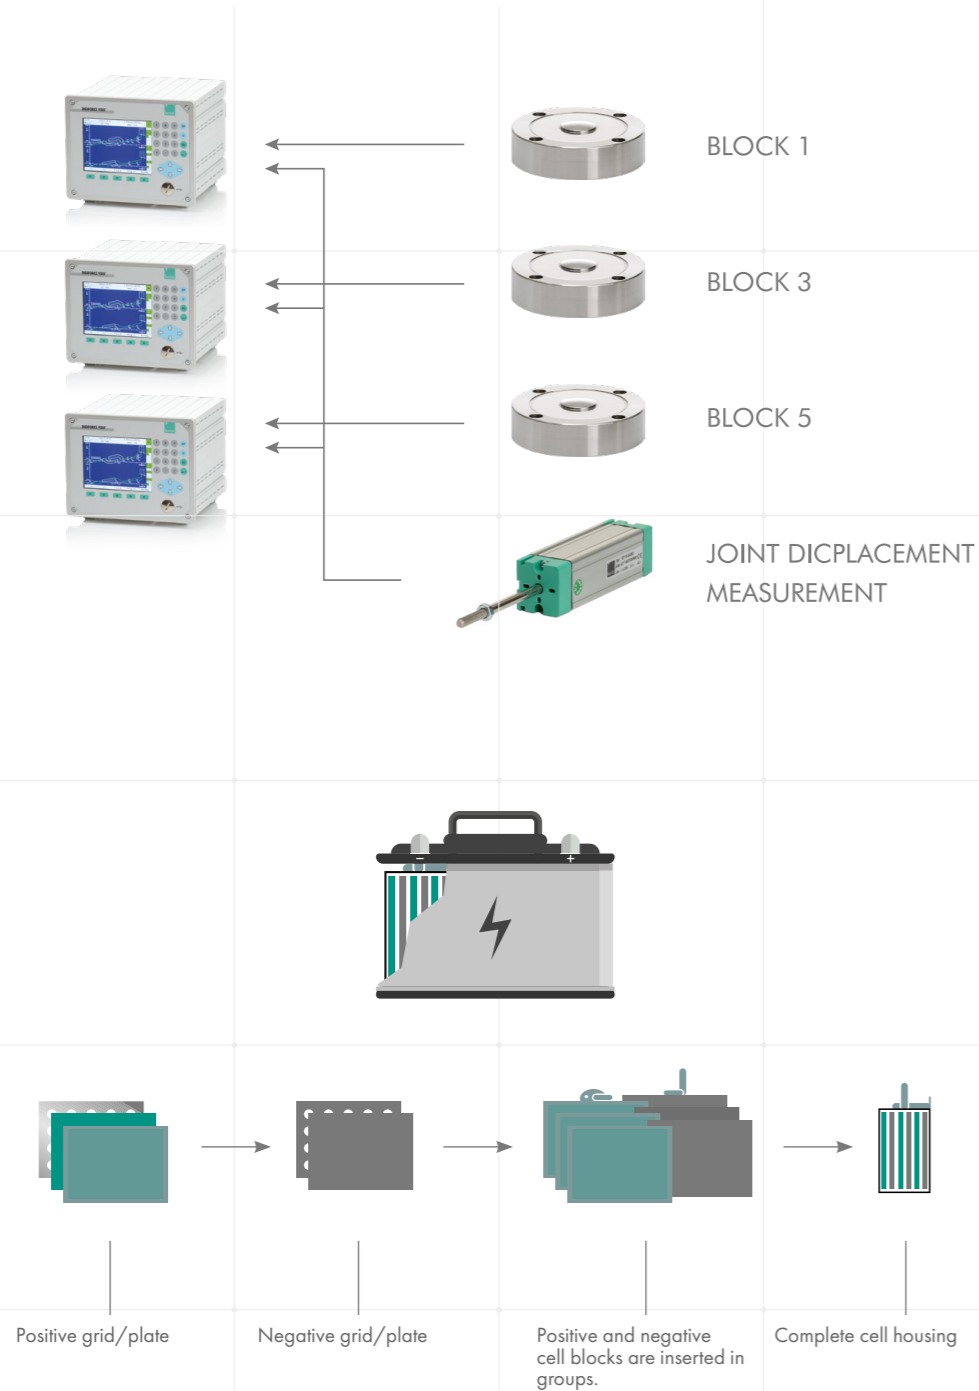 BLOCK 1
BLOCK 3
BLOCK 5
JOINT DICPLACEMENT
MEASUREMENT
−
+
Positive grid/plate
Negative grid/plate
Positive and negative
cell blocks are inserted in
groups.
Complete cell housing